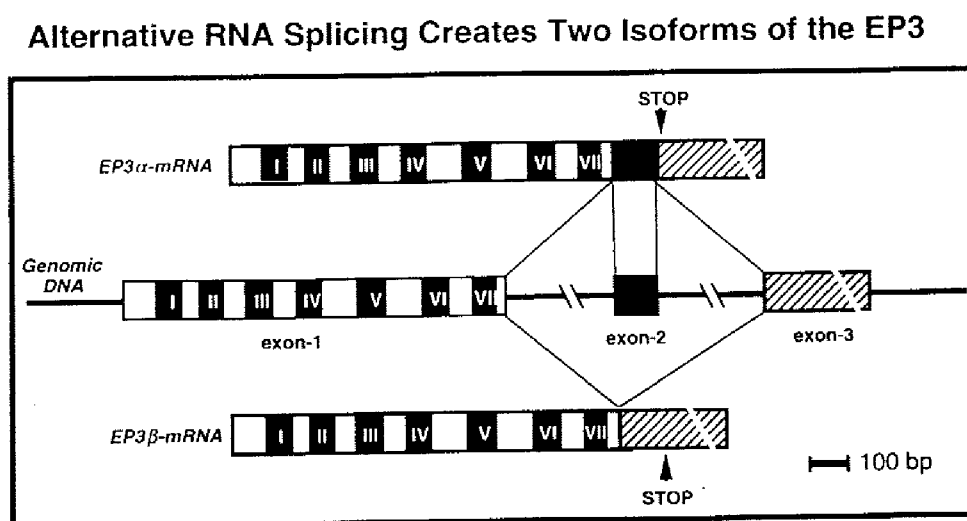 Alternative RNA Splicing Creates Two Isoforms of the EP3
STOP
EP3α-mRNA
I II III IV V VI VII
Genomic
DNA
I II III IV V VI VII
exon-1
exon-2
exon-3
EP3β-mRNA
I II III IV V VI VII
100 bp
STOP